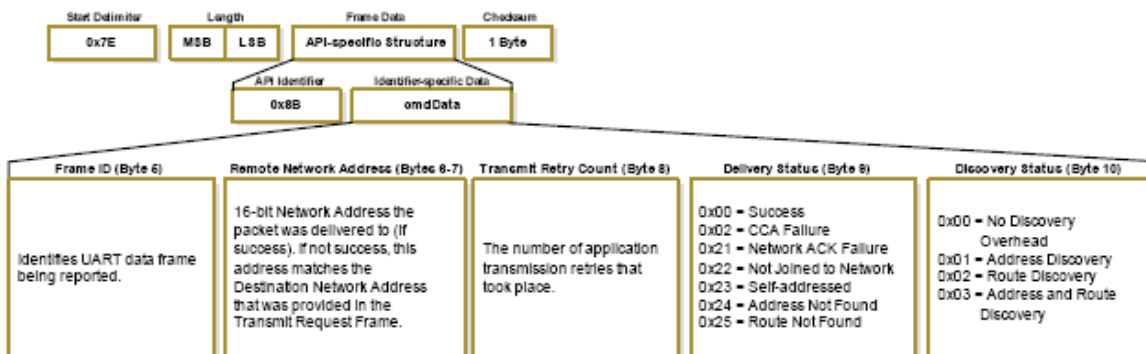 Start Delimiter
Length
Frame Data
Checksum
0x7E
MSB
LSB
API-specific Structure
1 Byte
API Identifier
Identifier-specific Data
0x8B
cmdData
Frame ID (Byte 5)
Remote Network Address (Bytes 6-7)
Transmit Retry Count (Byte 8)
Delivery Status (Byte 9)
Discovery Status (Byte 10)
Identifies UART data frame
being reported.
16-bit Network Address the
packet was delivered to (if
success). If not success, this
address matches the
Destination Network Address
that was provided in the
Transmit Request Frame.
The number of application
transmission retries that
took place.
0x00 = Success
0x02 = CCA Failure
0x21 = Network ACK Failure
0x22 = Not Joined to Network
0x23 = Self-addressed
0x24 = Address Not Found
0x25 = Route Not Found
0x00 = No Discovery
Overhead
0x01 = Address Discovery
0x02 = Route Discovery
0x03 = Address and Route
Discovery